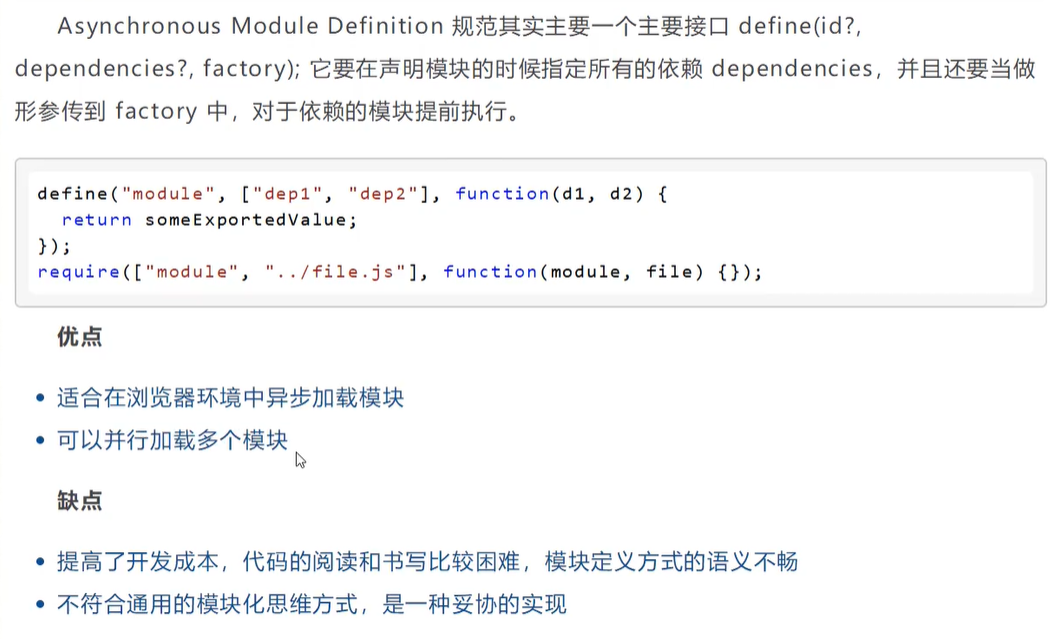 Asynchronous Module Definition 规范其实主要一个主要接口 define(id?,
dependencies?, factory); 它要在声明模块的时候指定所有的依赖 dependencies，并且还要当做
形参传到 factory 中，对于依赖的模块提前执行。
define("module", ["dep1", "dep2"], function(d1, d2) {
  return someExportedValue;
});
require(["module", "../file.js"], function(module, file) {});
优点
• 适合在浏览器环境中异步加载模块
• 可以并行加载多个模块
缺点
• 提高了开发成本，代码的阅读和书写比较困难，模块定义方式的语义不畅
• 不符合通用的模块化思维方式，是一种妥协的实现